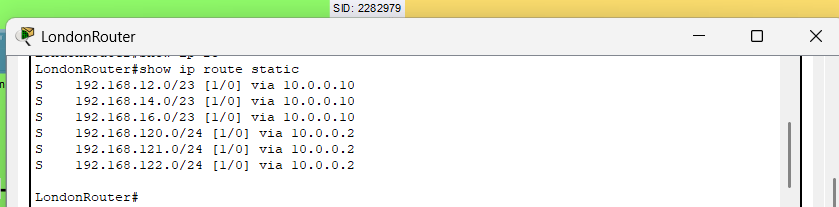 SID: 2282979
LondonRouter
LondonRouter#show ip route static
S 192.168.12.0/23 [1/0] via 10.0.0.10
S 192.168.14.0/23 [1/0] via 10.0.0.10
S 192.168.16.0/23 [1/0] via 10.0.0.10
S 192.168.120.0/24 [1/0] via 10.0.0.2
S 192.168.121.0/24 [1/0] via 10.0.0.2
S 192.168.122.0/24 [1/0] via 10.0.0.2
LondonRouter#